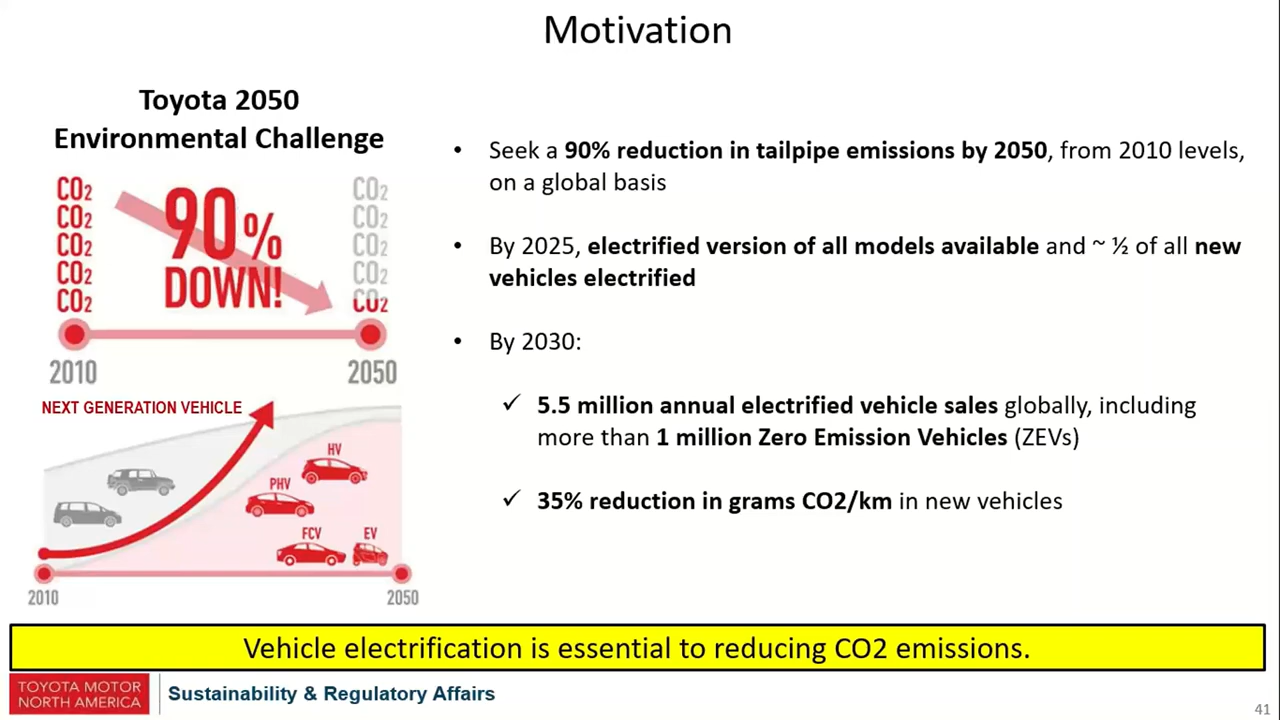 Motivation
Toyota 2050
Environmental Challenge
CO2 CO2
CO2 CO2
CO2 CO2
CO2 CO2
CO2 CO2
90%
DOWN!
2010 2050
NEXT GENERATION VEHICLE
HV
PHV
FCV EV
2010 2050
• Seek a 90% reduction in tailpipe emissions by 2050, from 2010 levels,
on a global basis
• By 2025, electrified version of all models available and ~ ½ of all new
vehicles electrified
• By 2030:
✓ 5.5 million annual electrified vehicle sales globally, including
more than 1 million Zero Emission Vehicles (ZEVs)
✓ 35% reduction in grams CO2/km in new vehicles
Vehicle electrification is essential to reducing CO2 emissions.
TOYOTA MOTOR
NORTH AMERICA
Sustainability & Regulatory Affairs
41